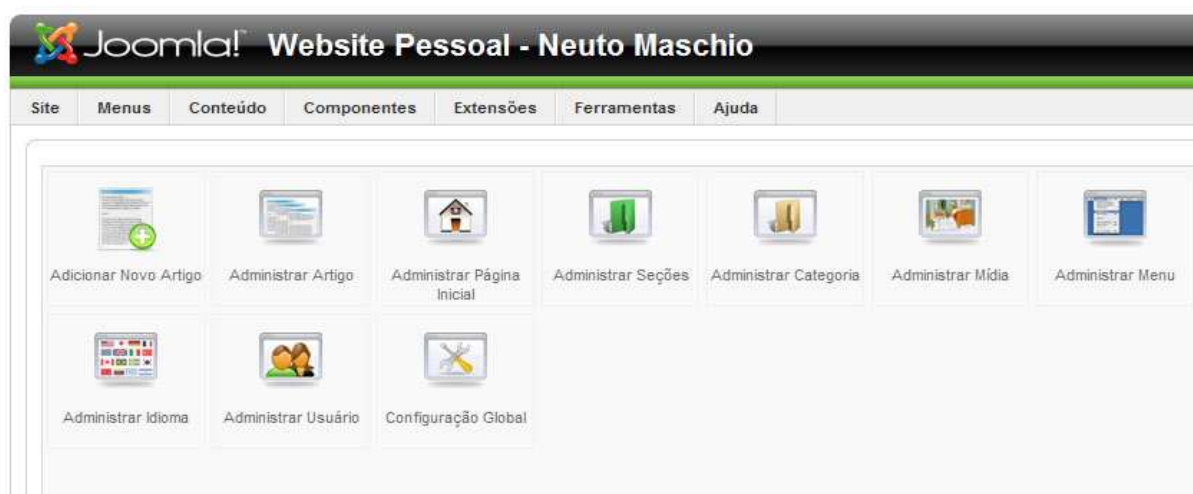 Joomla! Website Pessoal - Neuto Maschio
Site Menus Conteúdo Componentes Extensões Ferramentas Ajuda
Adicionar Novo Artigo Administrar Artigo Administrar Página Inicial Administrar Seções Administrar Categoria Administrar Mídia Administrar Menu
Administrar Idioma Administrar Usuário Configuração Global